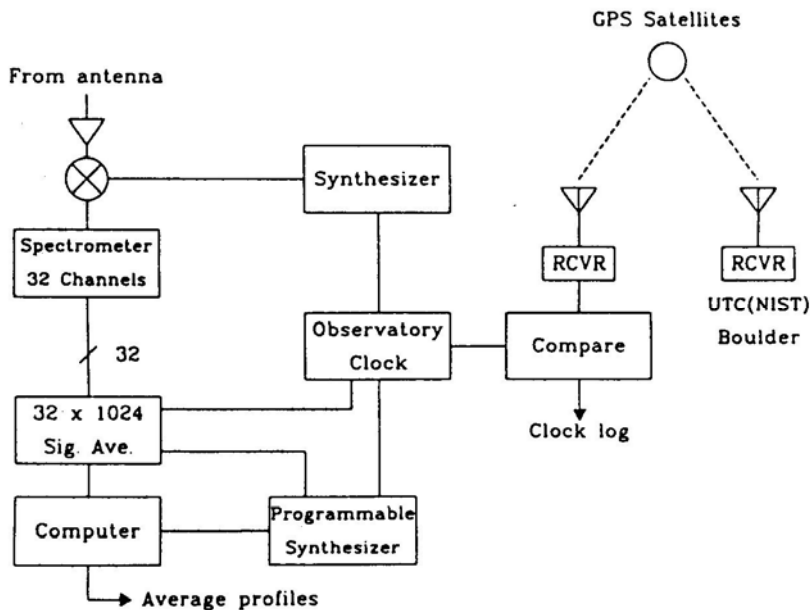 GPS Satellites
From antenna
Synthesizer
Spectrometer
32 Channels
RCVR
RCVR
UTC(NIST)
Boulder
Observatory
Clock
Compare
32
32 x 1024
Sig. Ave.
Clock log
Computer
Programmable
Synthesizer
Average profiles